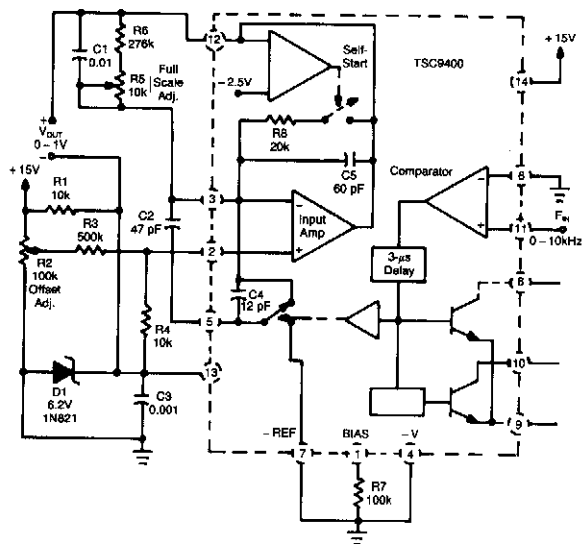 R6
276k
C1
0.01
R5
10k
Full
Scale
Adj.
12
Self-
Start
TSC9400
+ 15V
14
− 2.5V
+
VOUT
0 – 1V
−
R8
20k
C5
60 pF
Comparator
+ 15V
R1
10k
3
C2
47 pF
−
Input
Amp
+
−
+
6
FIN
11
0 – 10kHz
R3
500k
2
3-µs
Delay
R2
100k
Offset
Adj.
8
C4
12 pF
5
R4
10k
10
13
D1
6.2V
1N821
C3
0.001
9
− REF
BIAS
−V
7
1
4
R7
100k